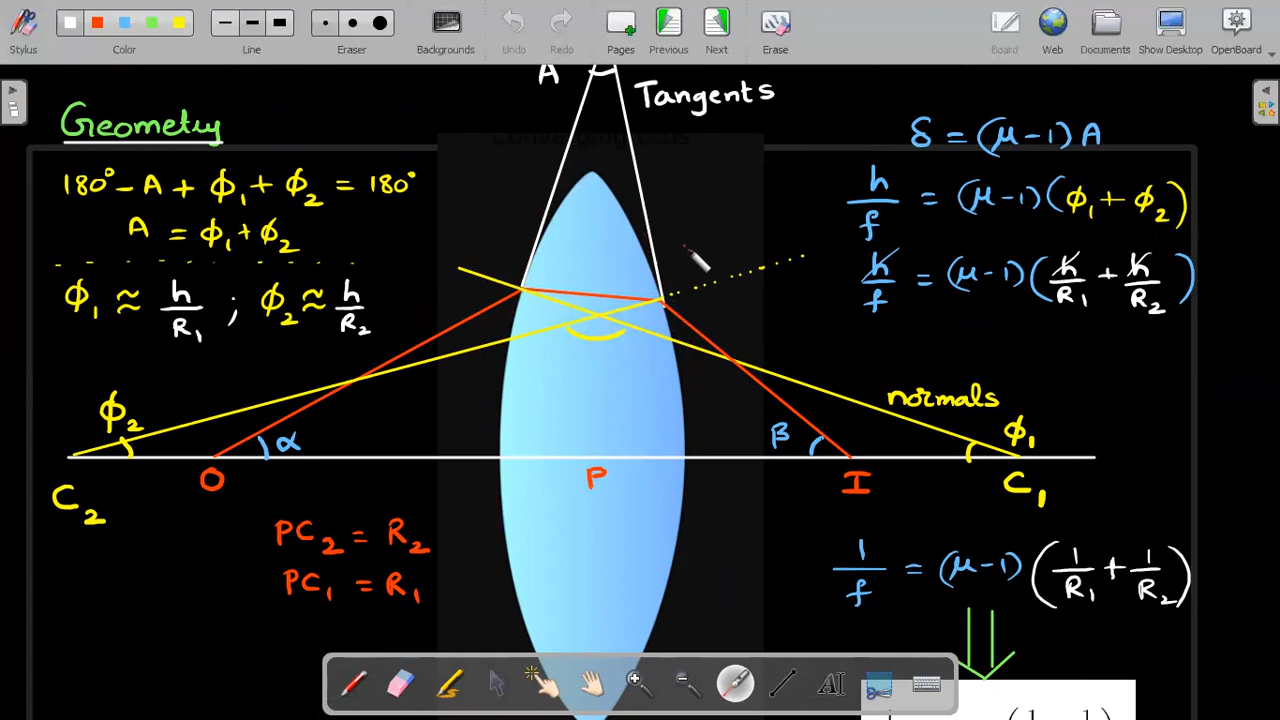 Stylus
Color
Line
Eraser
Backgrounds
Undo
Redo
Pages
Previous
Next
Erase
Board
Web
Documents
Show Desktop
OpenBoard
A
Tangents
Geometry
180° - A + ϕ₁ + ϕ₂ = 180°
A = ϕ₁ + ϕ₂
ϕ₁ ≈ h/R₁ ; ϕ₂ ≈ h/R₂
δ = (μ-1) A
h/f = (μ-1)(ϕ₁ + ϕ₂)
h/f = (μ-1)(h/R₁ + h/R₂)
normals
ϕ₂
α
β
ϕ₁
C₂
O
P
I
C₁
PC₂ = R₂
PC₁ = R₁
1/f = (μ-1)(1/R₁ + 1/R₂)